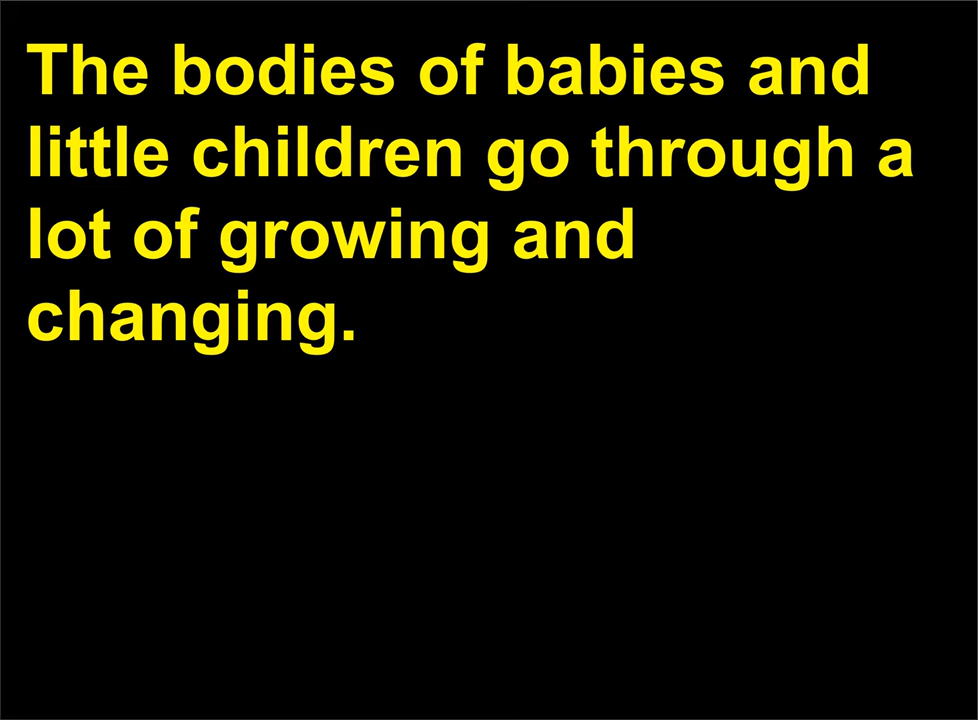 The bodies of babies and
little children go through a
lot of growing and
changing.